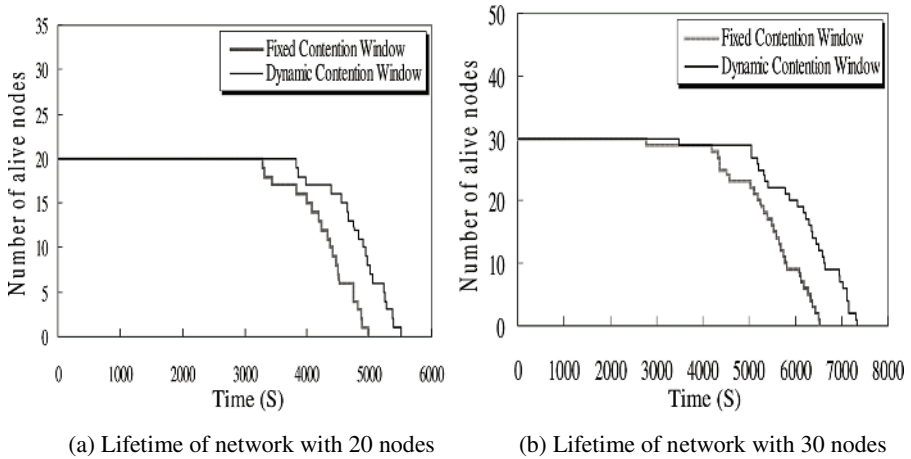 35
30
25
20
15
10
5
0
Number of alive nodes
Fixed Contention Window
Dynamic Contention Window
0 1000 2000 3000 4000 5000 6000
Time (S)
(a) Lifetime of network with 20 nodes
50
40
30
20
10
0
Number of alive nodes
Fixed Contention Window
Dynamic Contention Window
0 1000 2000 3000 4000 5000 6000 7000 8000
Time (S)
(b) Lifetime of network with 30 nodes